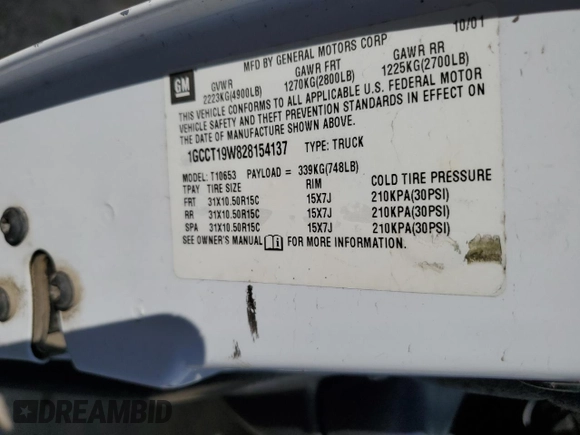 10/01
MFD BY GENERAL MOTORS CORP
GM
GVWR GAWR FRT GAWR RR
2223KG(4900LB) 1270KG(2800LB) 1225KG(2700LB)
THIS VEHICLE CONFORMS TO ALL APPLICABLE U.S. FEDERAL MOTOR
VEHICLE SAFETY AND THEFT PREVENTION STANDARDS IN EFFECT ON
THE DATE OF MANUFACTURE SHOWN ABOVE.
1GCCT19W828154137 TYPE: TRUCK
MODEL: T10653 PAYLOAD = 339KG(748LB)
TPAY TIRE SIZE RIM COLD TIRE PRESSURE
FRT 31X10.50R15C 15X7J 210KPA(30PSI)
RR 31X10.50R15C 15X7J 210KPA(30PSI)
SPA 31X10.50R15C 15X7J 210KPA(30PSI)
SEE OWNER'S MANUAL FOR MORE INFORMATION.
DREAMBID